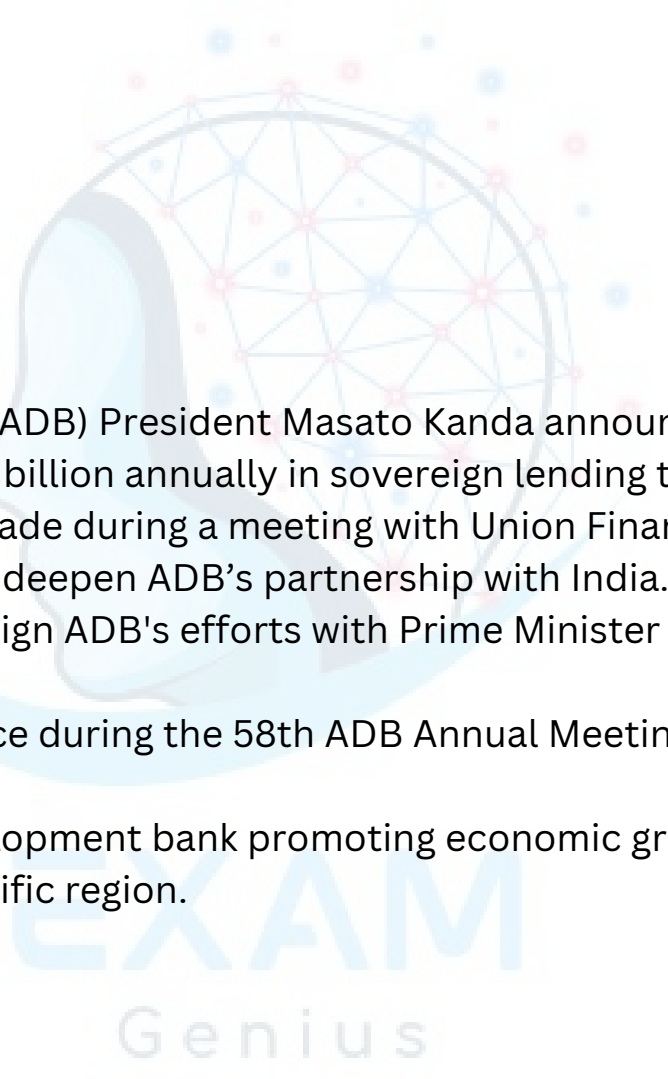 ADB) President Masato Kanda announ
billion annually in sovereign lending t
ade during a meeting with Union Finan
deepen ADB’s partnership with India.
ign ADB's efforts with Prime Minister
ce during the 58th ADB Annual Meetin
lopment bank promoting economic gr
ific region.
EXAM
Genius